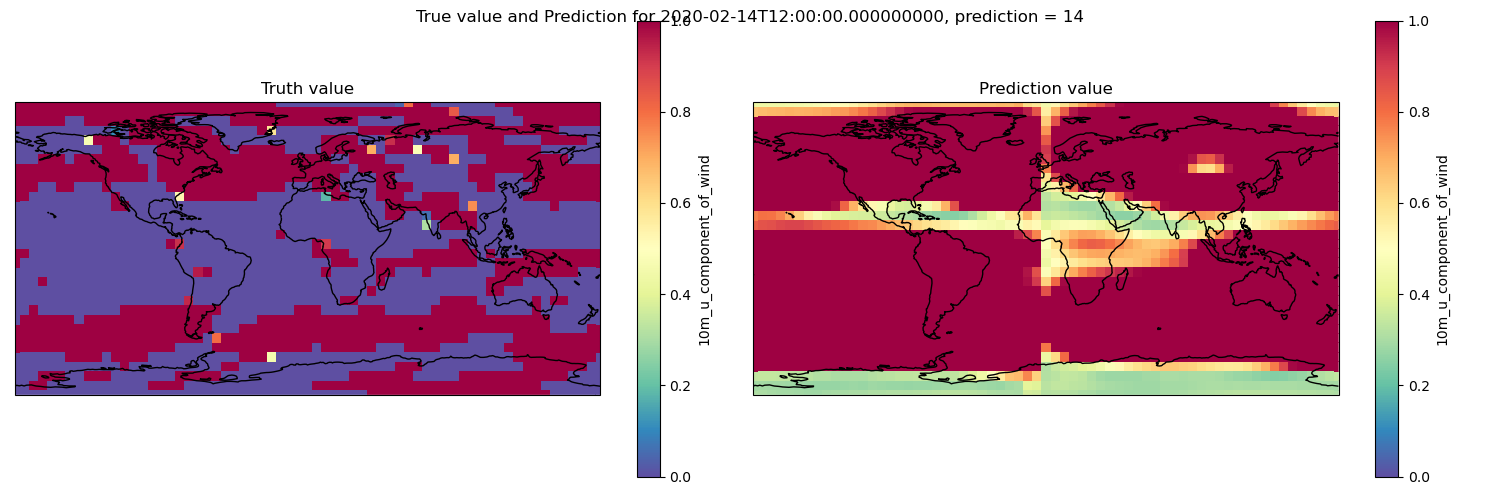 True value and Prediction for 2020-02-14T12:00:00.000000000, prediction = 14
Truth value
1.0
0.8
0.6
0.4
0.2
0.0
10m_u_component_of_wind
Prediction value
1.0
0.8
0.6
0.4
0.2
0.0
10m_u_component_of_wind